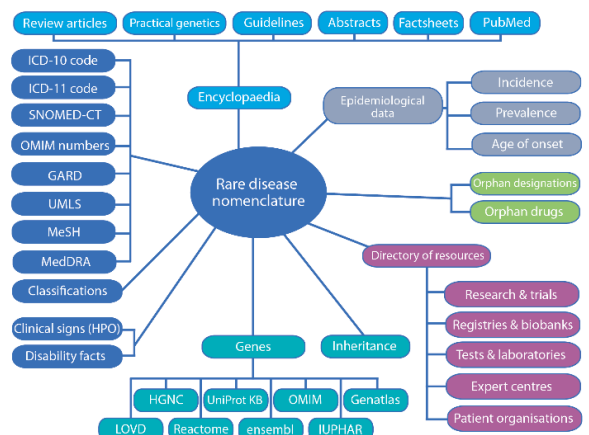 Review articles
Practical genetics
Guidelines
Abstracts
Factsheets
PubMed
ICD-10 code
ICD-11 code
SNOMED-CT
OMIM numbers
GARD
UMLS
MeSH
MedDRA
Classifications
Clinical signs (HPO)
Disability facts
Encyclopaedia
Rare disease
nomenclature
Epidemiological
data
Incidence
Prevalence
Age of onset
Orphan designations
Orphan drugs
Directory of resources
Research & trials
Registries & biobanks
Tests & laboratories
Expert centres
Patient organisations
Genes
Inheritance
HGNC
UniProt KB
OMIM
Genatlas
LOVD
Reactome
ensembl
IUPHAR